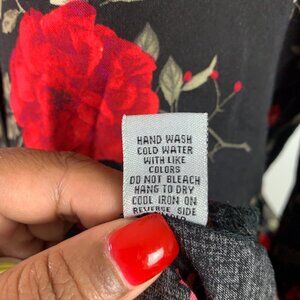 HAND WASH
COLD WATER
WITH LIKE
COLORS
DO NOT BLEACH
HANG TO DRY
COOL IRON ON
REVERSE SIDE